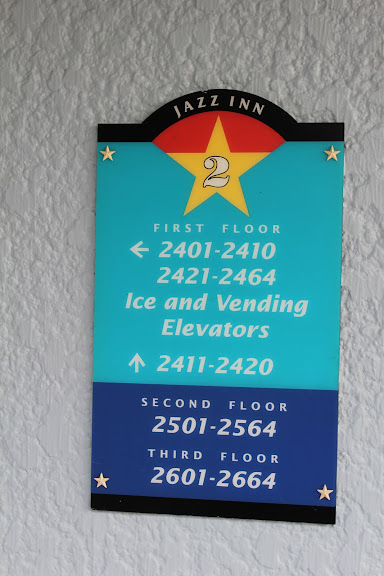 JAZZ INN
2
FIRST FLOOR
← 2401-2410
2421-2464
Ice and Vending
Elevators
↑ 2411-2420
SECOND FLOOR
2501-2564
THIRD FLOOR
2601-2664